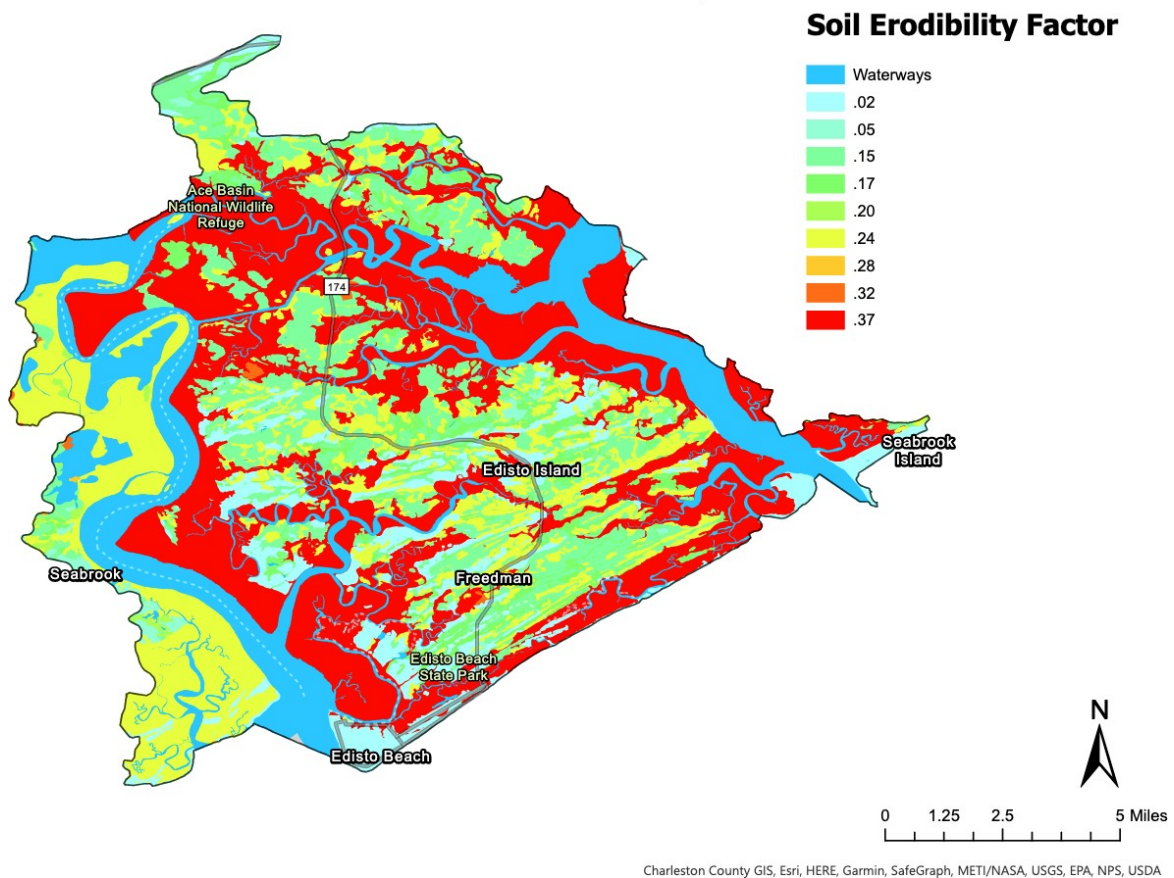 Soil Erodibility Factor
Waterways
.02
.05
.15
.17
.20
.24
.28
.32
.37
Ace Basin
National Wildlife
Refuge
174
Seabrook
Island
Edisto Island
Seabrook
Freedman
Edisto Beach
State Park
Edisto Beach
N
0 1.25 2.5 5 Miles
Charleston County GIS, Esri, HERE, Garmin, SafeGraph, METI/NASA, USGS, EPA, NPS, USDA